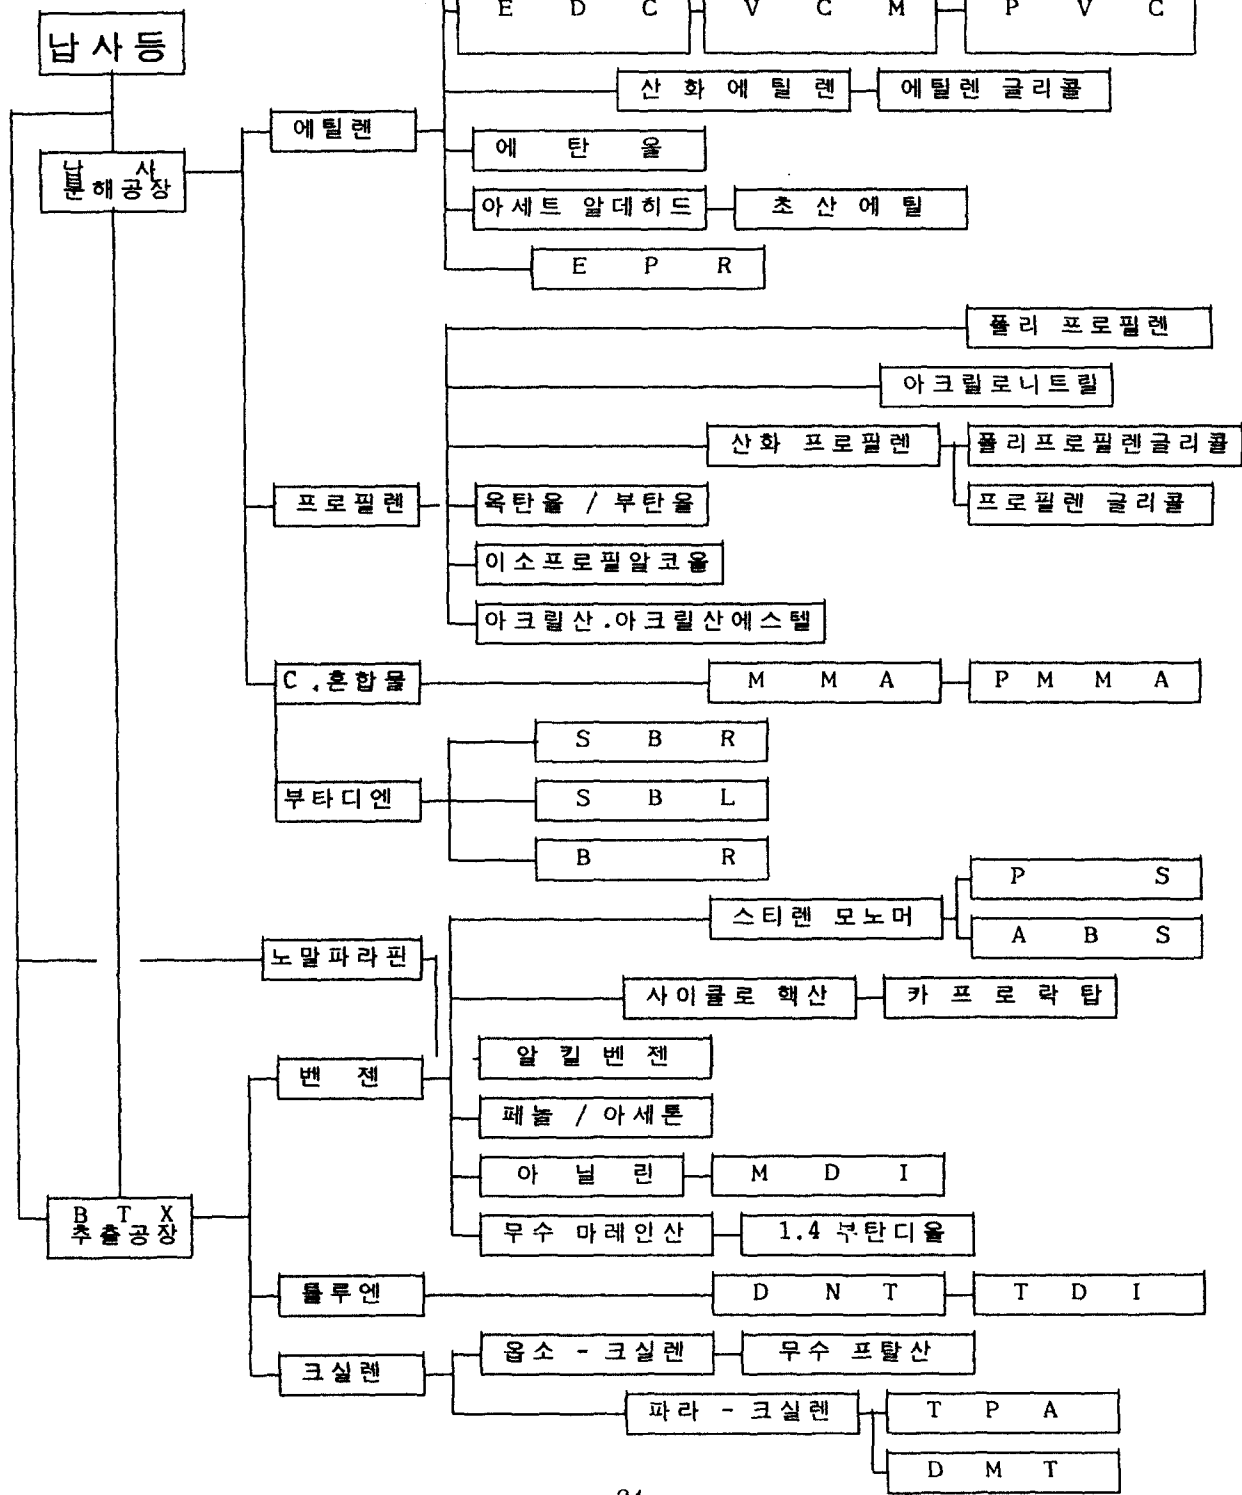 E D C V C M P V C
납사등
산화에틸렌 에틸렌 글리콜
에틸렌
에탄올
납사
분해공장
아세트 알데히드 초산에틸
E P R
폴리 프로필렌
아크릴로니트릴
산화 프로필렌 폴리프로필렌글리콜
프로필렌 옥탄올 / 부탄올 프로필렌 글리콜
이소프로필알코올
아크릴산.아크릴산에스텔
C₄혼합물 M M A P M M A
S B R
부타디엔 S B L
B R
P S
스티렌 모노머
A B S
노말파라핀
사이클로 핵산 카프로락탐
알킬벤젠
벤젠
페놀 / 아세톤
아닐린 M D I
B T X
추출공장
무수 마레인산 1.4 부탄디올
톨루엔 D N T T D I
크실렌 옵소 - 크실렌 무수 프탈산
파라 - 크실렌 T P A
D M T